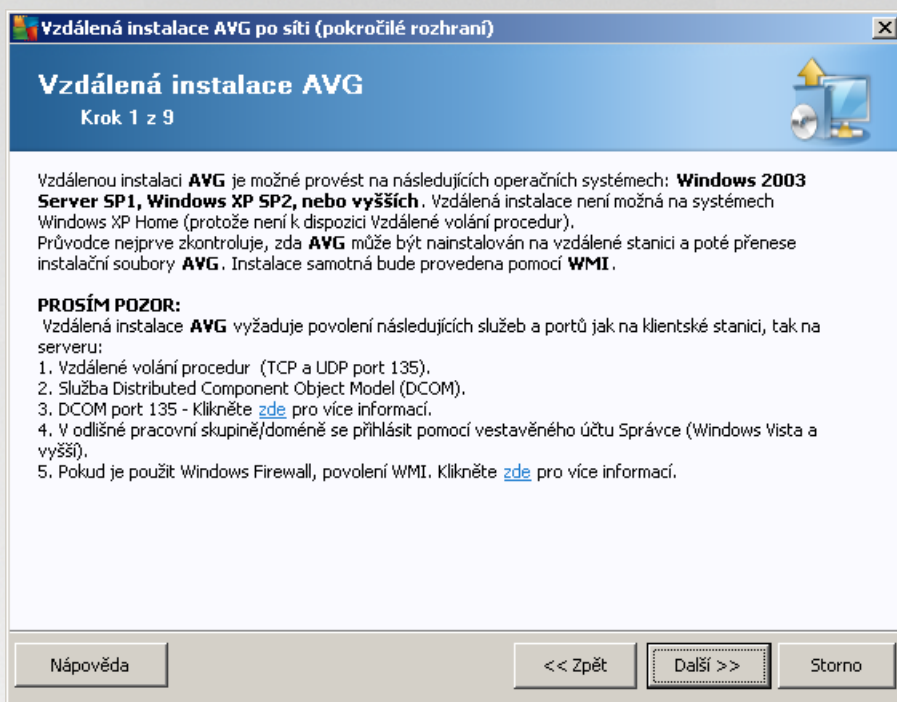 Vzdálená instalace AVG po síti (pokročilé rozhraní)
Vzdálená instalace AVG
Krok 1 z 9
Vzdálenou instalaci AVG je možné provést na následujících operačních systémech: Windows 2003
Server SP1, Windows XP SP2, nebo vyšších. Vzdálená instalace není možná na systémech
Windows XP Home (protože není k dispozici Vzdálené volání procedur).
Průvodce nejprve zkontroluje, zda AVG může být nainstalován na vzdálené stanici a poté přenese
instalační soubory AVG. Instalace samotná bude provedena pomocí WMI.
PROSÍM POZOR:
Vzdálená instalace AVG vyžaduje povolení následujících služeb a portů jak na klientské stanici, tak na
serveru:
1. Vzdálené volání procedur (TCP a UDP port 135).
2. Služba Distributed Component Object Model (DCOM).
3. DCOM port 135 - Klikněte zde pro více informací.
4. V odlišné pracovní skupině/doméně se přihlásit pomocí vestavěného účtu Správce (Windows Vista a
vyšší).
5. Pokud je použit Windows Firewall, povolení WMI. Klikněte zde pro více informací.
Nápověda
<< Zpět
Další >>
Storno